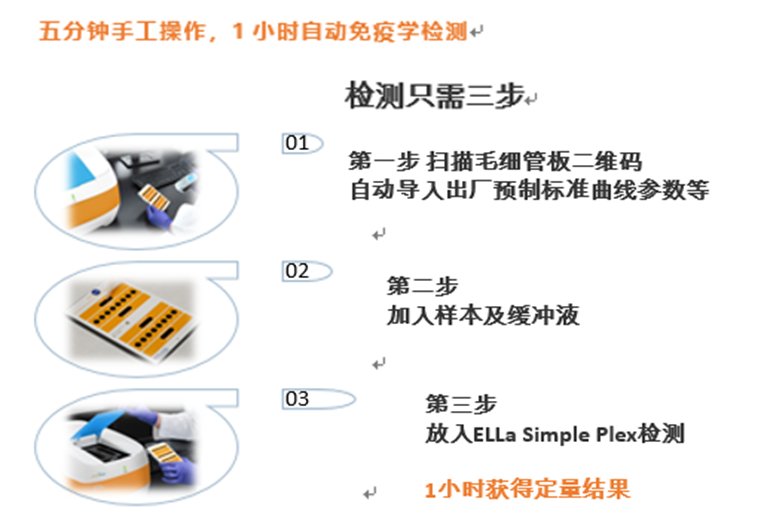 五分钟手工操作，1 小时自动免疫学检测
检测只需三步
01
第一步 扫描毛细管板二维码
自动导入出厂预制标准曲线参数等
02
第二步
加入样本及缓冲液
03
第三步
放入ELLa Simple Plex检测
1小时获得定量结果